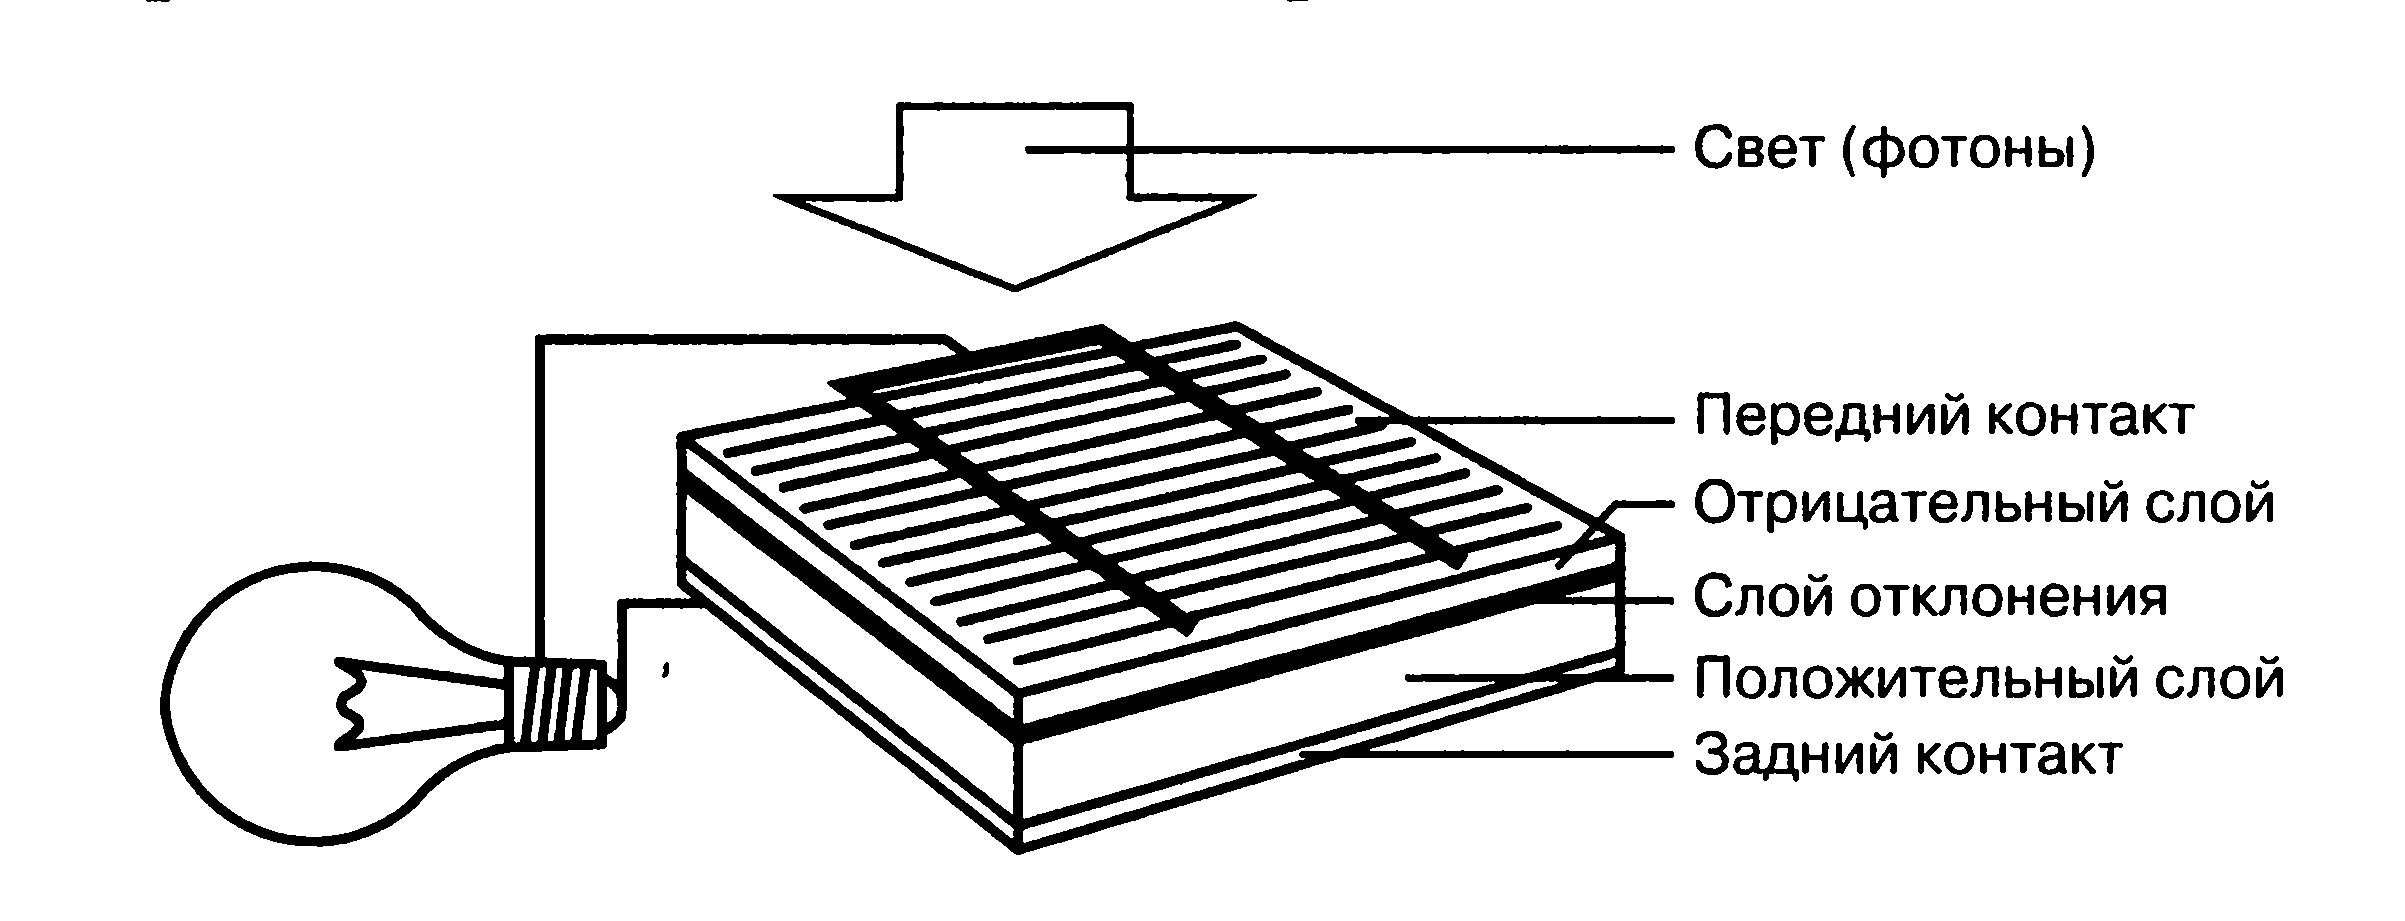 Свет (фотоны)
Передний контакт
Отрицательный слой
Слой отклонения
Положительный слой
Задний контакт